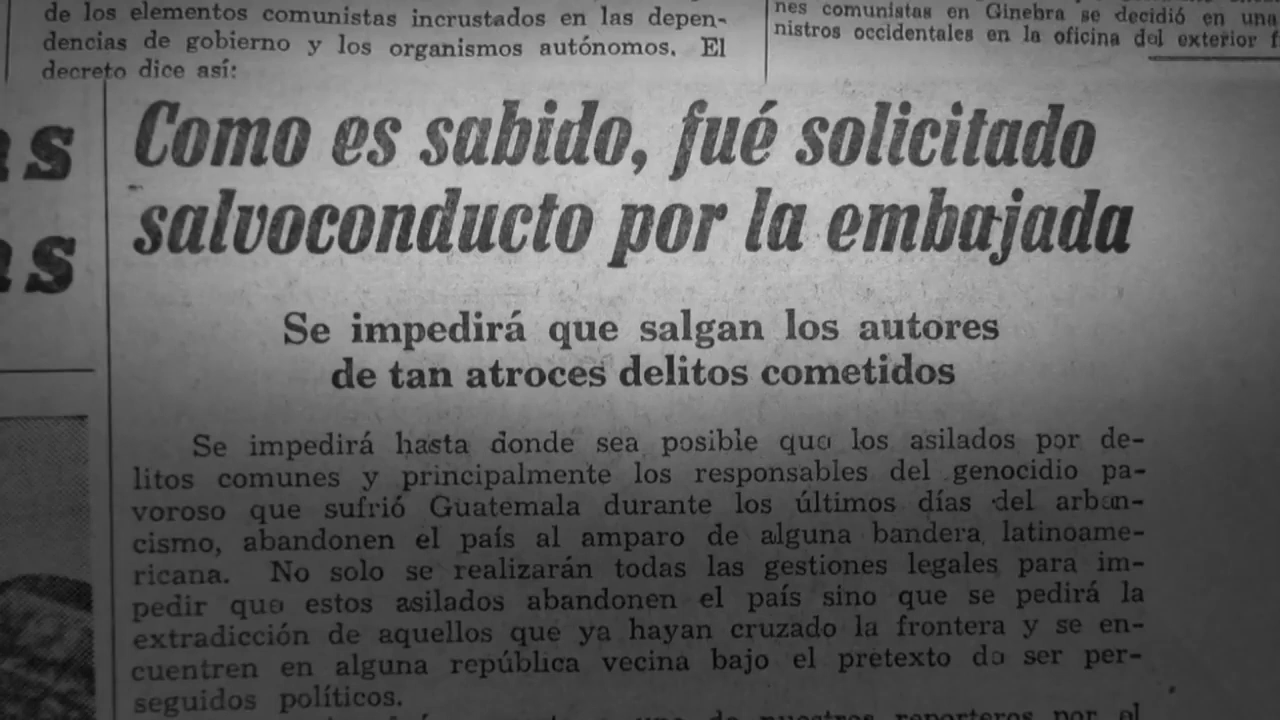 de los elementos comunistas incrustados en las depen-
dencias de gobierno y los organismos autónomos. El
decreto dice así:
nes comunistas en Ginebra se decidió en una
nistros occidentales en la oficina del exterior f
as
as
Como es sabido, fué solicitado
salvoconducto por la embajada
Se impedirá que salgan los autores
de tan atroces delitos cometidos
Se impedirá hasta donde sea posible que los asilados por de-
litos comunes y principalmente los responsables del genocidio pa-
voroso que sufrió Guatemala durante los últimos días del arben-
cismo, abandonen el país al amparo de alguna bandera latinoame-
ricana. No solo se realizarán todas las gestiones legales para im-
pedir que estos asilados abandonen el país sino que se pedirá la
extradicción de aquellos que ya hayan cruzado la frontera y se en-
cuentren en alguna república vecina bajo el pretexto de ser per-
seguidos políticos.
de nuestros reporteros por el